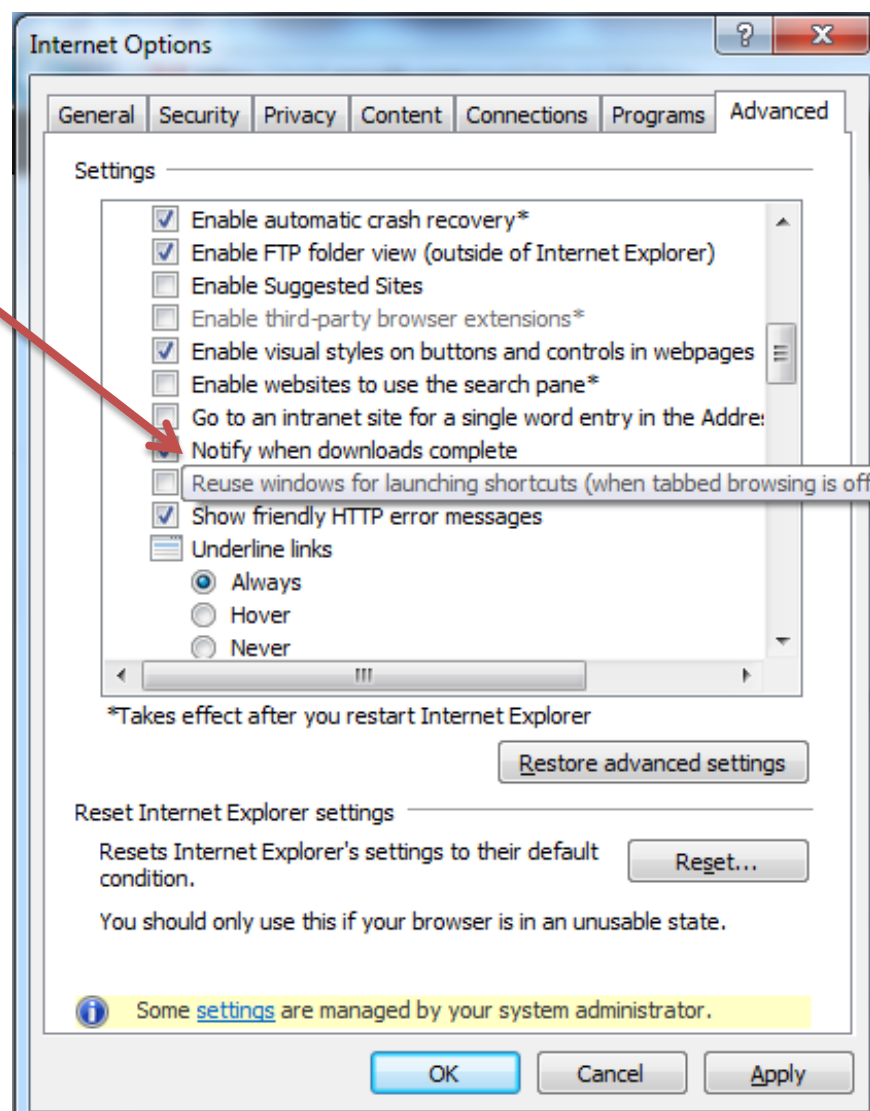 Internet Options
General Security Privacy Content Connections Programs Advanced
Settings
Enable automatic crash recovery*
Enable FTP folder view (outside of Internet Explorer)
Enable Suggested Sites
Enable third-party browser extensions*
Enable visual styles on buttons and controls in webpages
Enable websites to use the search pane*
Go to an intranet site for a single word entry in the Addre
Notify when downloads complete
Reuse windows for launching shortcuts (when tabbed browsing is off
Show friendly HTTP error messages
Underline links
Always
Hover
Never
*Takes effect after you restart Internet Explorer
Restore advanced settings
Reset Internet Explorer settings
Resets Internet Explorer's settings to their default
condition.
Reset...
You should only use this if your browser is in an unusable state.
Some settings are managed by your system administrator.
OK Cancel Apply